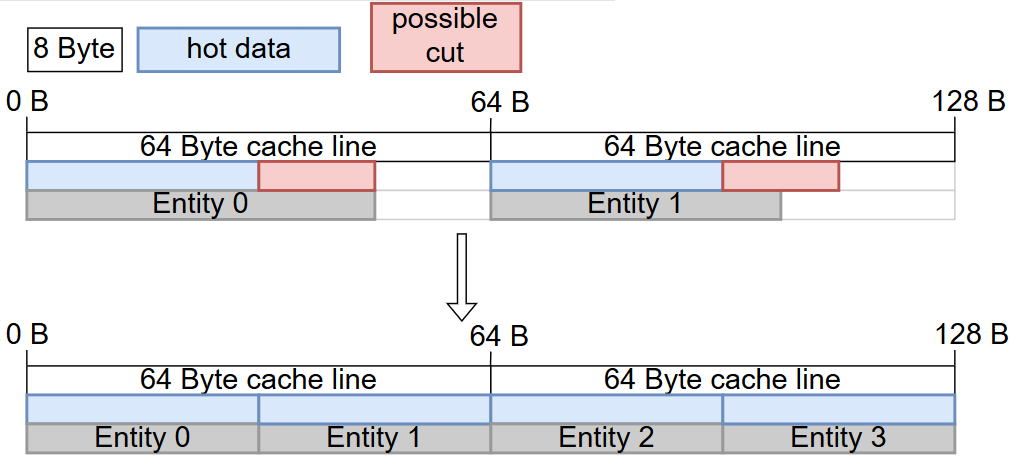 8 Byte
hot data
possible
cut
0 B
64 B
128 B
64 Byte cache line
64 Byte cache line
Entity 0
Entity 1
0 B
64 B
128 B
64 Byte cache line
64 Byte cache line
Entity 0
Entity 1
Entity 2
Entity 3